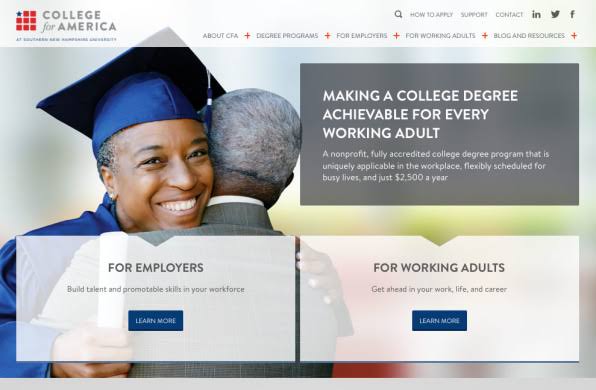 COLLEGE
for AMERICA
AT SOUTHERN NEW HAMPSHIRE UNIVERSITY
HOW TO APPLY SUPPORT CONTACT in f
ABOUT CFA + DEGREE PROGRAMS + FOR EMPLOYERS + FOR WORKING ADULTS + BLOG AND RESOURCES +
MAKING A COLLEGE DEGREE
ACHIEVABLE FOR EVERY
WORKING ADULT
A nonprofit, fully accredited college degree program that is
uniquely applicable in the workplace, flexibly scheduled for
busy lives, and just $2,500 a year
FOR EMPLOYERS
Build talent and promotable skills in your workforce
LEARN MORE
FOR WORKING ADULTS
Get ahead in your work, life, and career
LEARN MORE